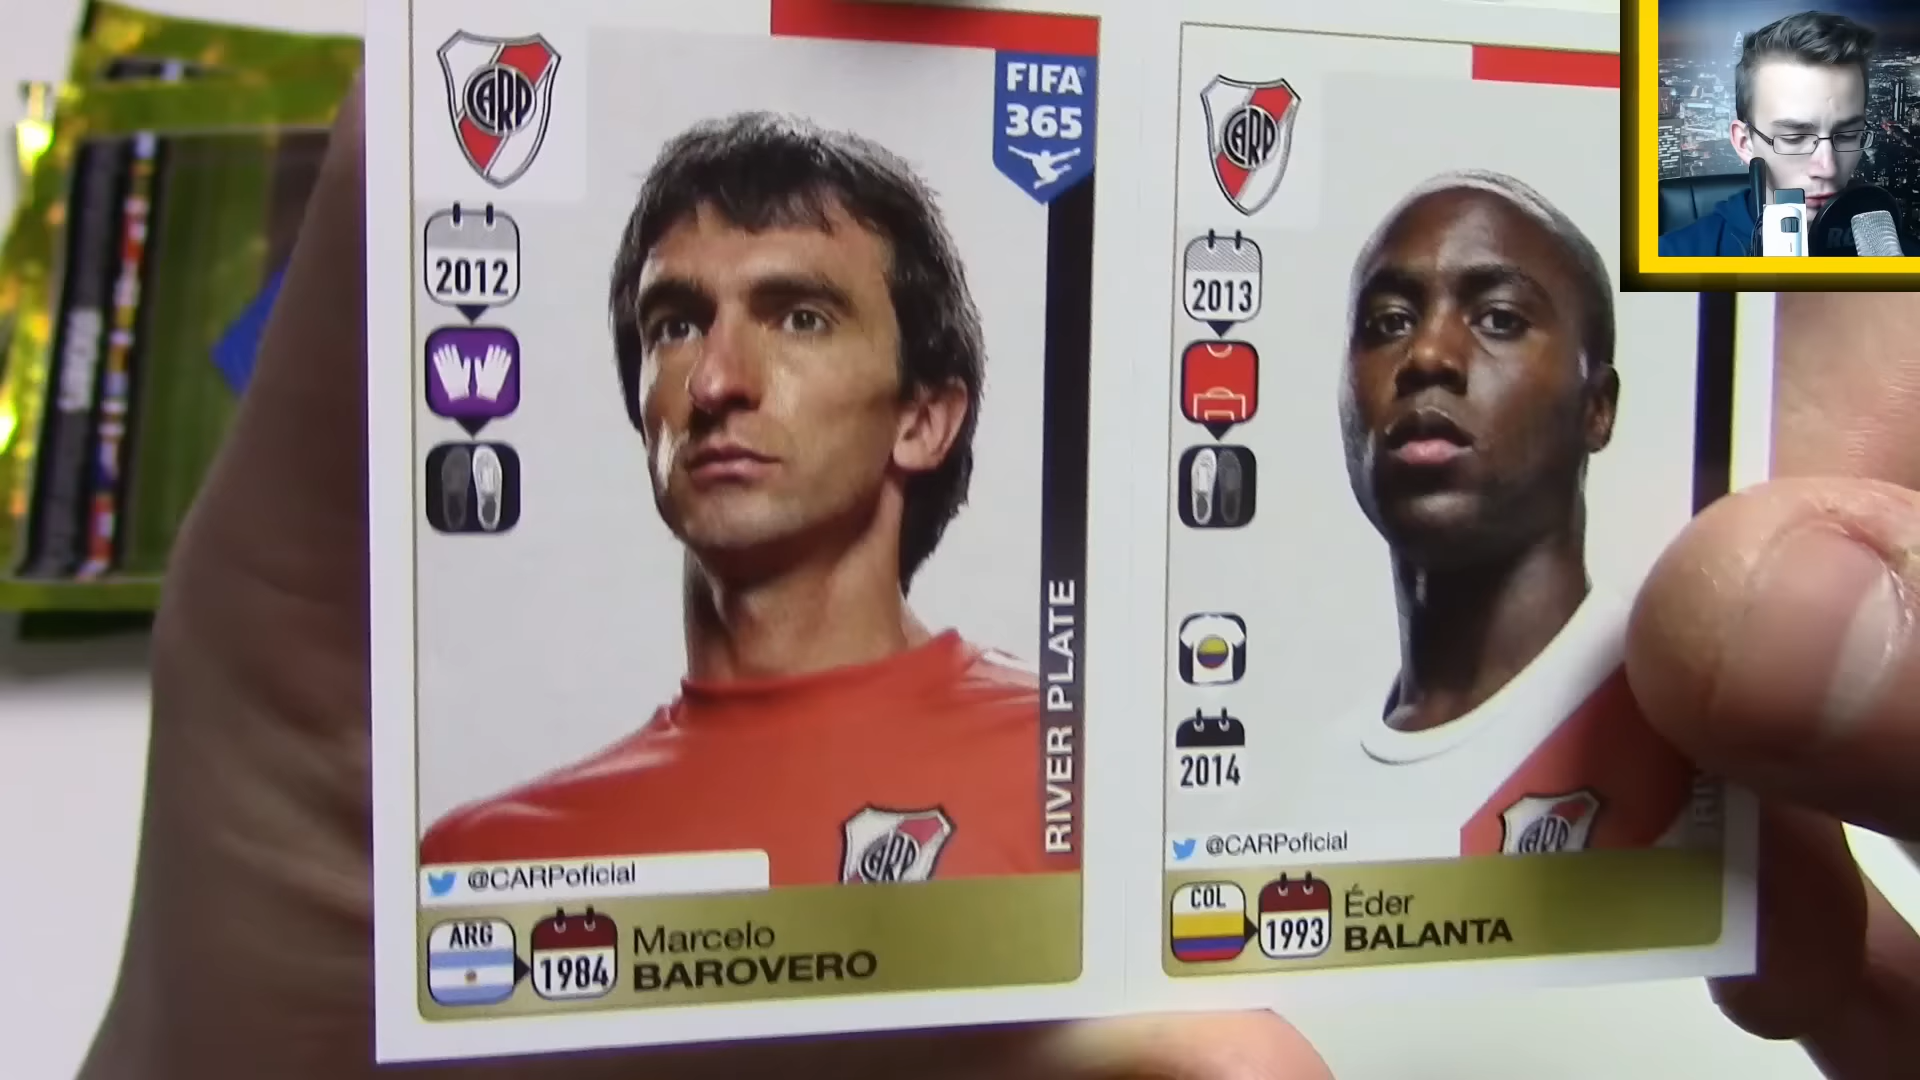 CARP
FIFA
365
2012
RIVER PLATE
CARP
@CARPoficial
ARG
1984
Marcelo
BAROVERO
CARP
2013
2014
CARP
@CARPoficial
COL
1993
Éder
BALANTA